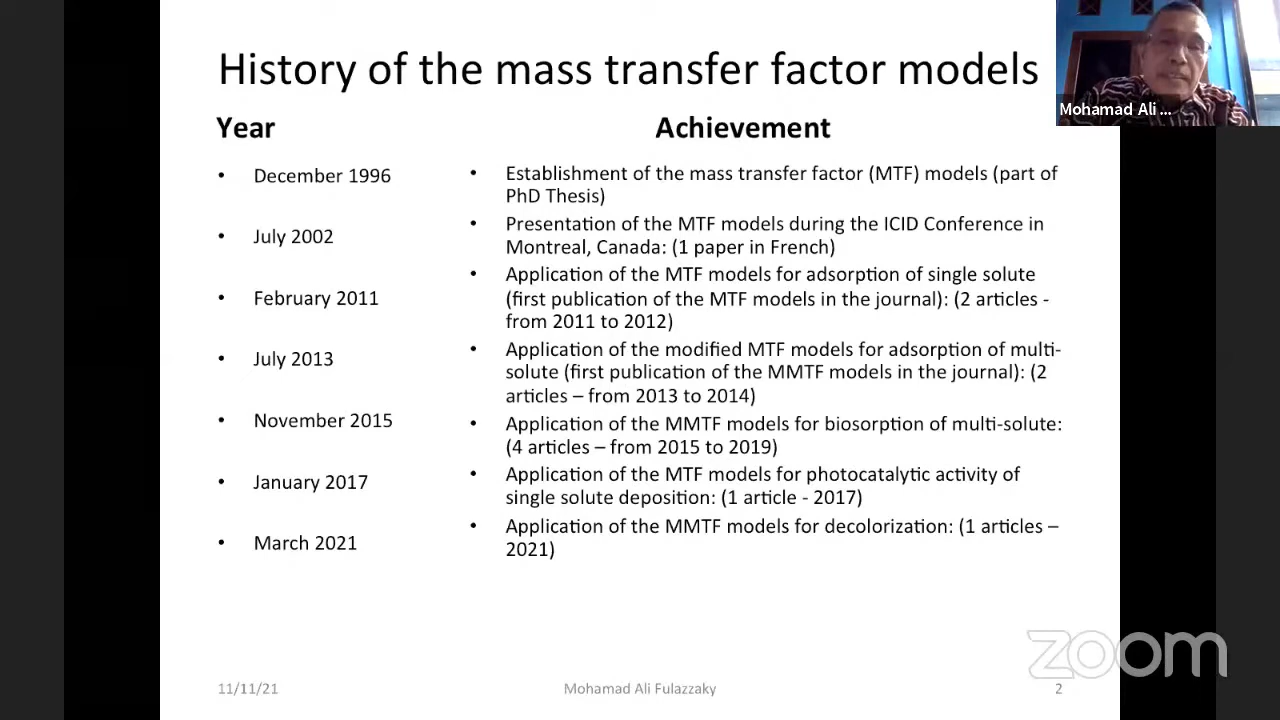 History of the mass transfer factor models
Mohamad Ali ...
Year
Achievement
• December 1996
• July 2002
• February 2011
• July 2013
• November 2015
• January 2017
• March 2021
• Establishment of the mass transfer factor (MTF) models (part of
PhD Thesis)
• Presentation of the MTF models during the ICID Conference in
Montreal, Canada: (1 paper in French)
• Application of the MTF models for adsorption of single solute
(first publication of the MTF models in the journal): (2 articles -
from 2011 to 2012)
• Application of the modified MTF models for adsorption of multi-
solute (first publication of the MMTF models in the journal): (2
articles – from 2013 to 2014)
• Application of the MMTF models for biosorption of multi-solute:
(4 articles – from 2015 to 2019)
• Application of the MTF models for photocatalytic activity of
single solute deposition: (1 article - 2017)
• Application of the MMTF models for decolorization: (1 articles –
2021)
zoom
11/11/21
Mohamad Ali Fulazzaky
2